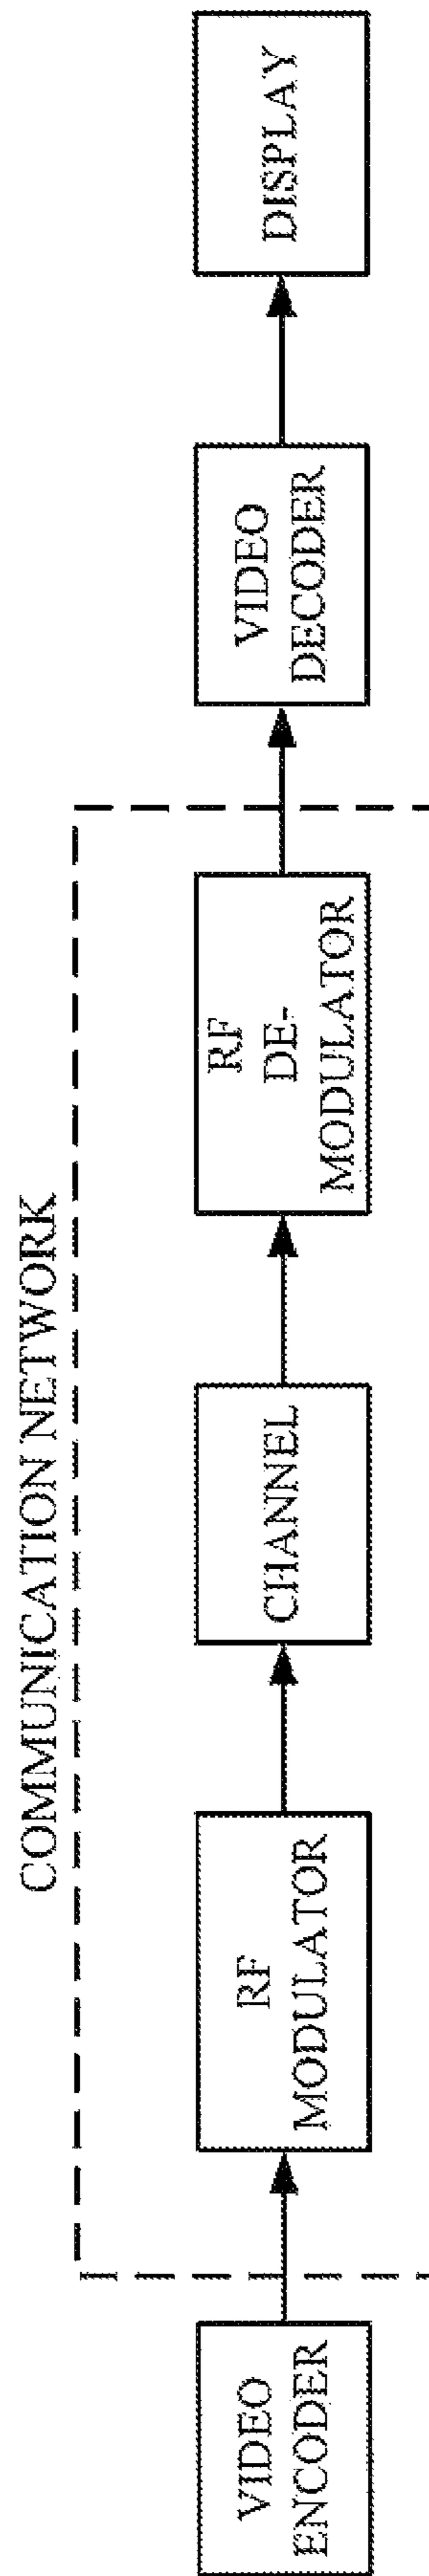 COMMUNICATION NETWORK
VIDEO
ENCODER
RF
MODULATOR
CHANNEL
RF
DE-
MODULATOR
VIDEO
DECODER
DISPLAY